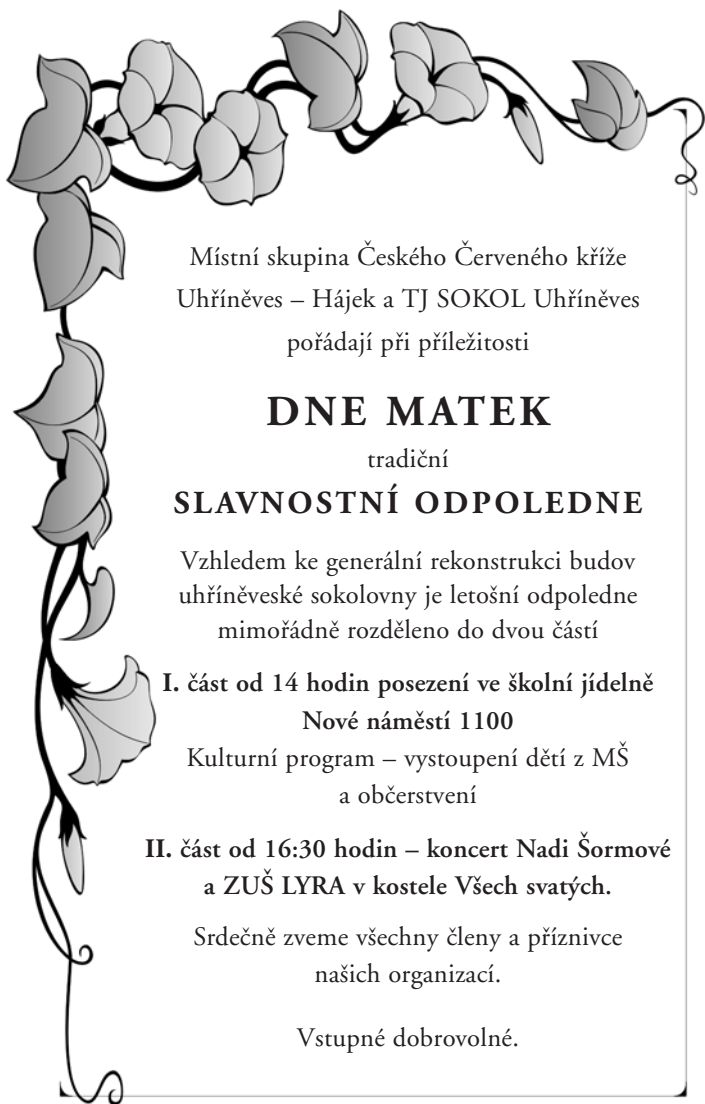 Místní skupina Českého Červeného kříže
Uhříněves – Hájek a TJ SOKOL Uhříněves
pořádají při příležitosti
DNE MATEK
tradiční
SLAVNOSTNÍ ODPOLEDNE
Vzhledem ke generální rekonstrukci budov
uhříněveské sokolovny je letošní odpoledne
mimořádně rozděleno do dvou částí
I. část od 14 hodin posezení ve školní jídelně
Nové náměstí 1100
Kulturní program – vystoupení dětí z MŠ
a občerstvení
II. část od 16:30 hodin – koncert Nadi Šormové
a ZUŠ LYRA v kostele Všech svatých.
Srdečně zveme všechny členy a příznivce
našich organizací.
Vstupné dobrovolné.